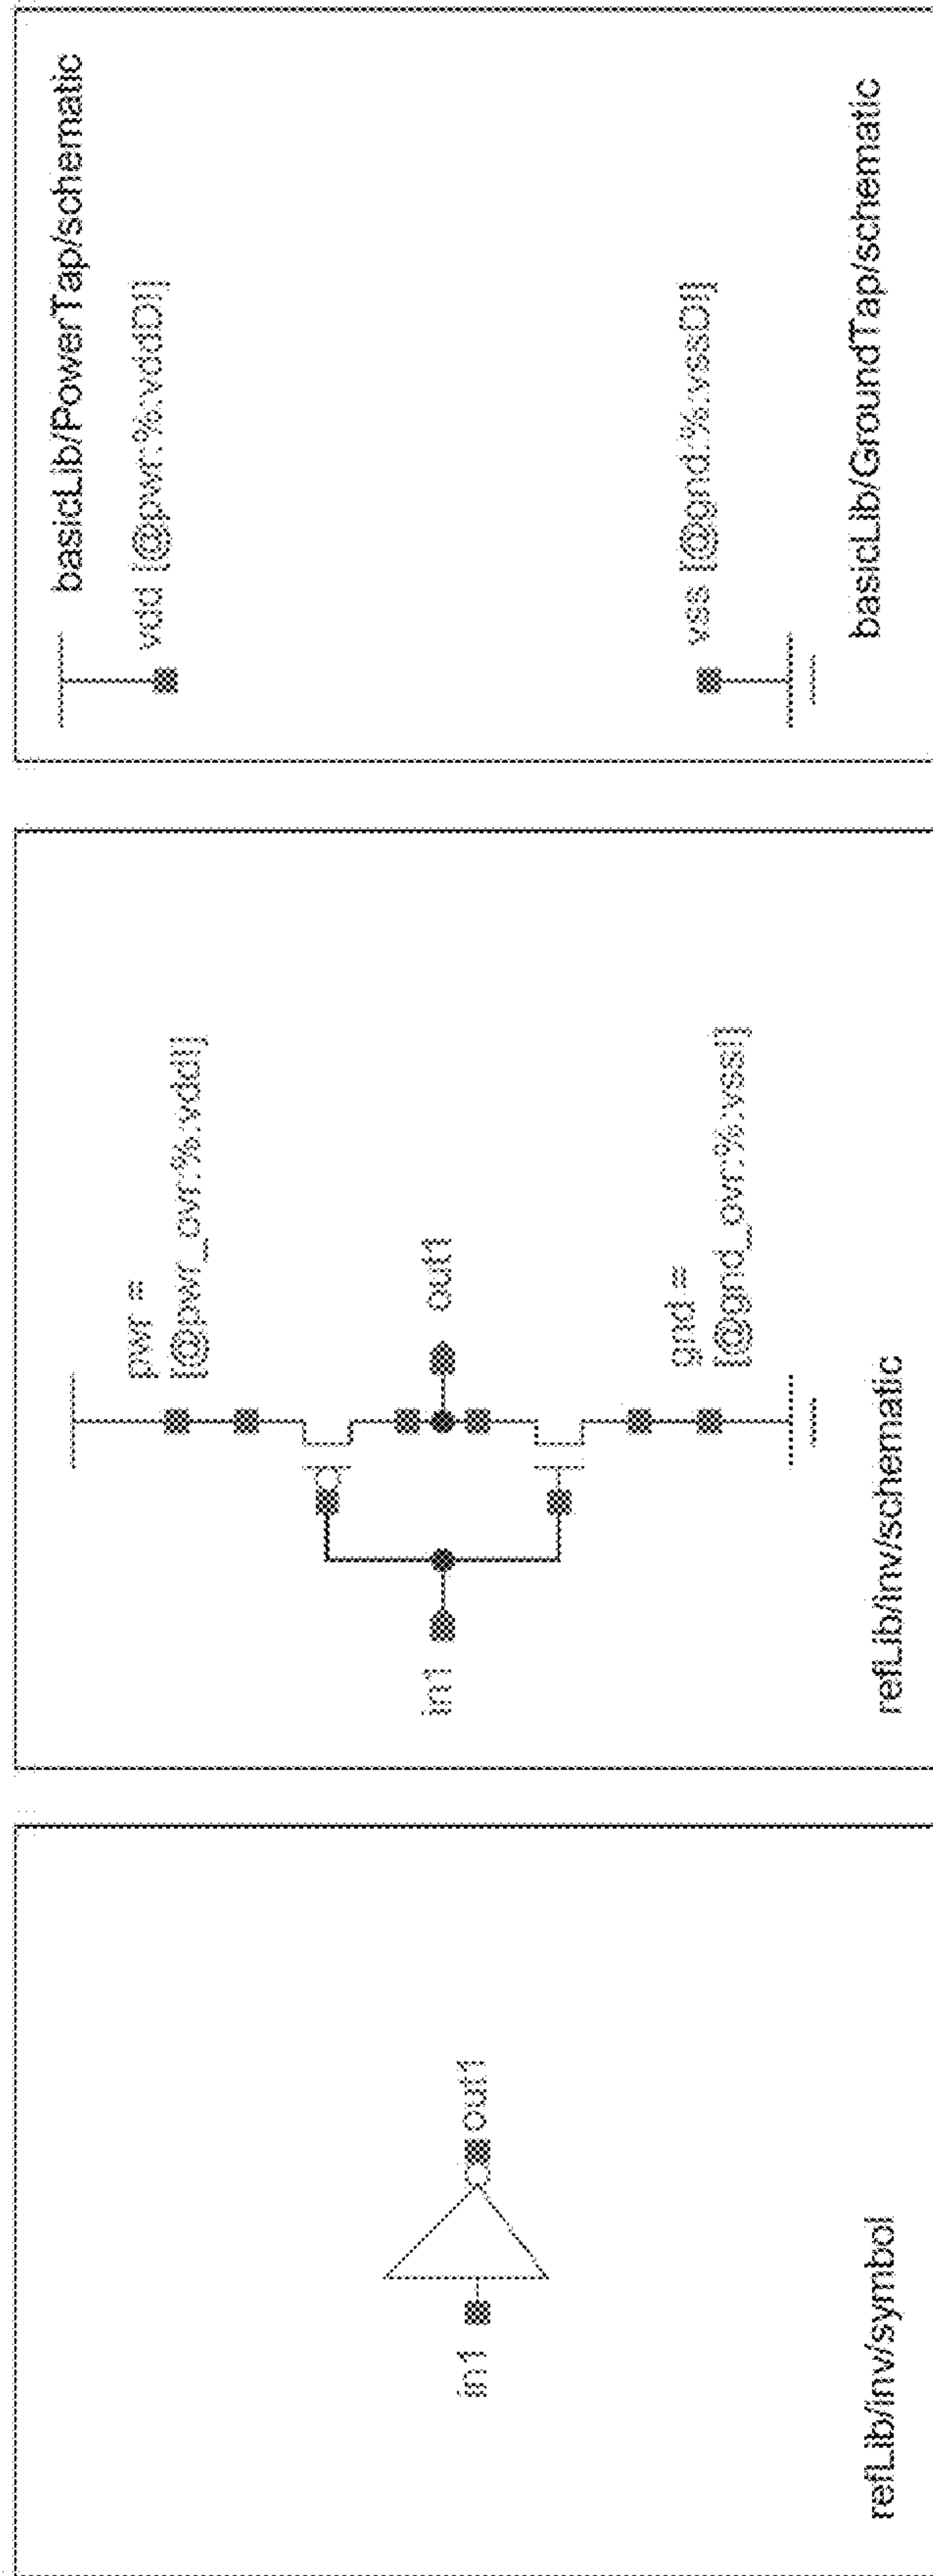 in1
out1
refLib/inv/symbol
pwr =
[@pwr_ovr:%:vdd!]
in1
out1
gnd =
[@gnd_ovr:%:vss!]
refLib/inv/schematic
basicLib/PowerTap/schematic
vdd [@pwr:%:vddD!]
vss [@gnd:%:vssD!]
basicLib/GroundTap/schematic